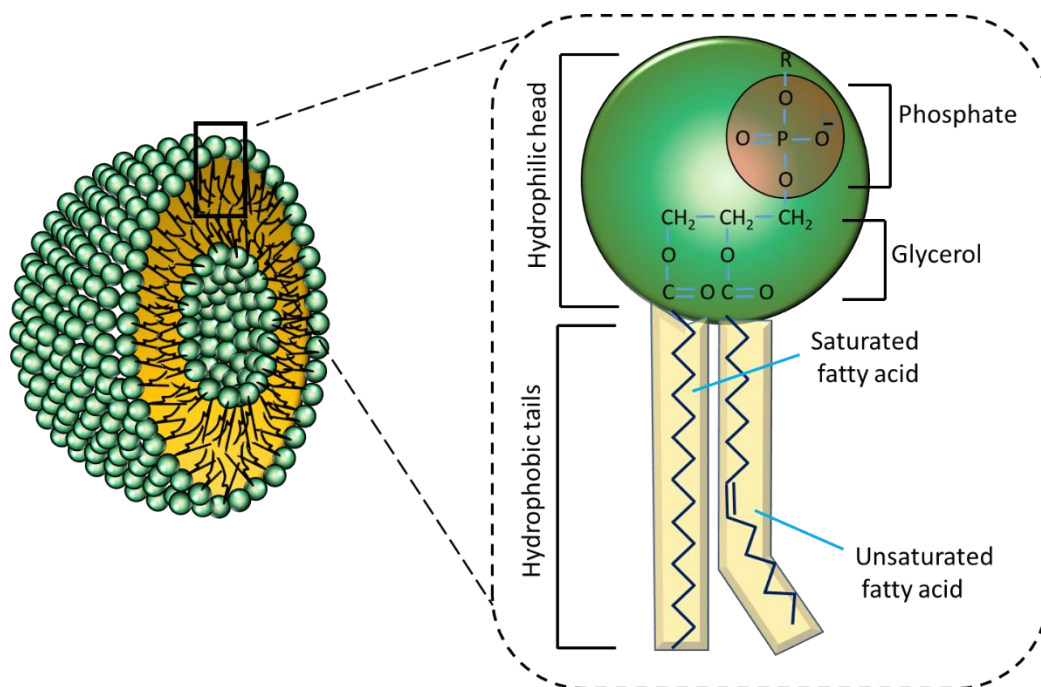 Hydrophilic head
Hydrophobic tails
R
O
O=P–O−
O
CH2–CH2–CH2
O O
C=O C=O
Phosphate
Glycerol
Saturated
fatty acid
Unsaturated
fatty acid